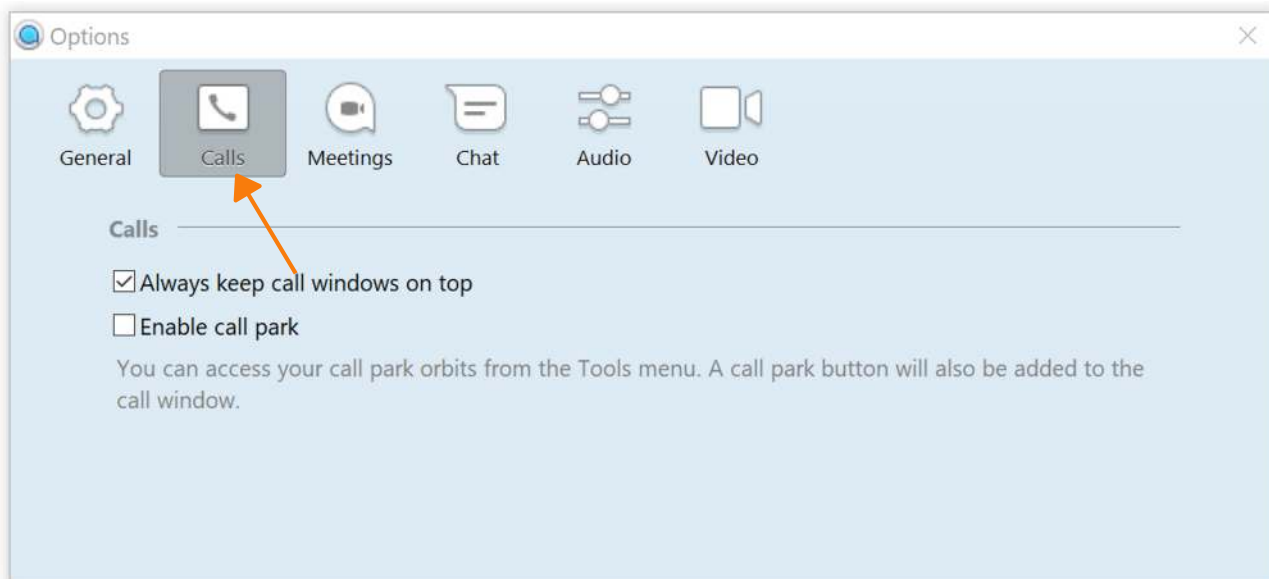 Options
General Calls Meetings Chat Audio Video
Calls
Always keep call windows on top
Enable call park
You can access your call park orbits from the Tools menu. A call park button will also be added to the
call window.